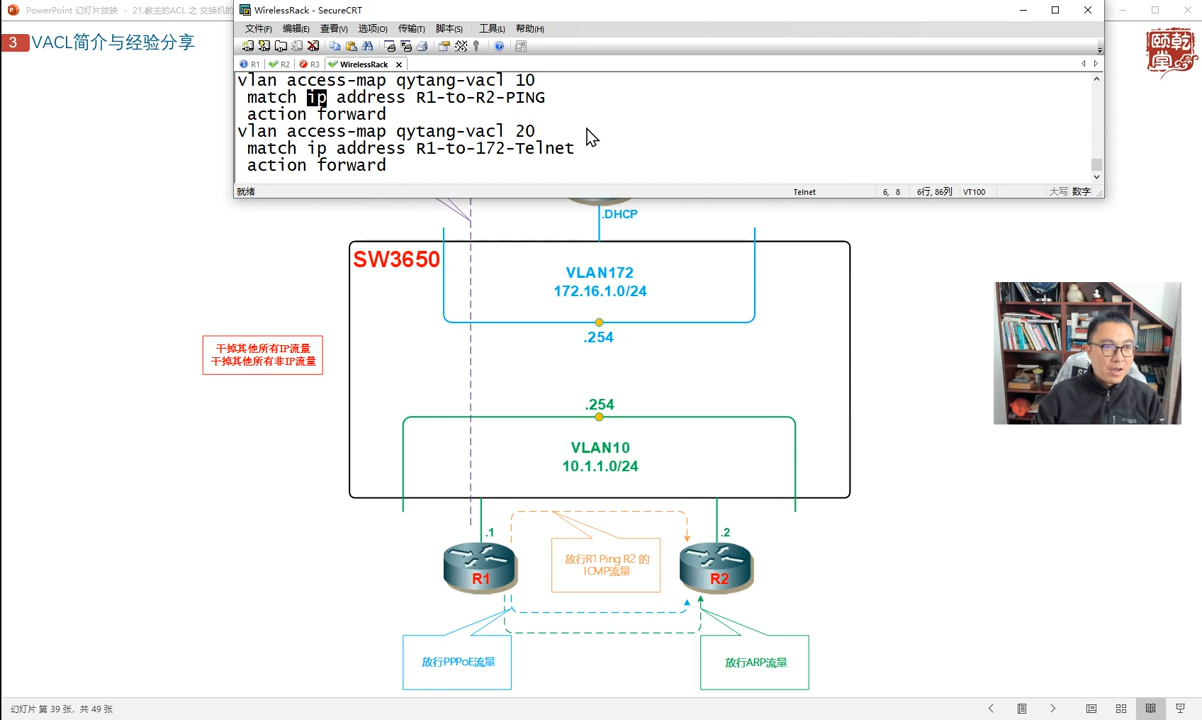 PowerPoint 幻灯片放映 - 21.教主的ACL 之 交换机的
3 VACL简介与经验分享
WirelessRack - SecureCRT
文件(F) 编辑(E) 查看(V) 选项(O) 传输(T) 脚本(S) 工具(L) 帮助(H)
R1 R2 R3 WirelessRack
vlan access-map qytang-vacl 10
match ip address R1-to-R2-PING
action forward
vlan access-map qytang-vacl 20
match ip address R1-to-172-Telnet
action forward
就绪 Telnet 6, 8 6行, 86列 VT100 大写 数字
颐乾堂
.DHCP
SW3650
VLAN172
172.16.1.0/24
.254
干掉其他所有IP流量
干掉其他所有非IP流量
.254
VLAN10
10.1.1.0/24
.1
.2
放行R1 Ping R2 的
ICMP流量
R1
R2
放行PPPoE流量
放行ARP流量
幻灯片 第 39 张，共 49 张